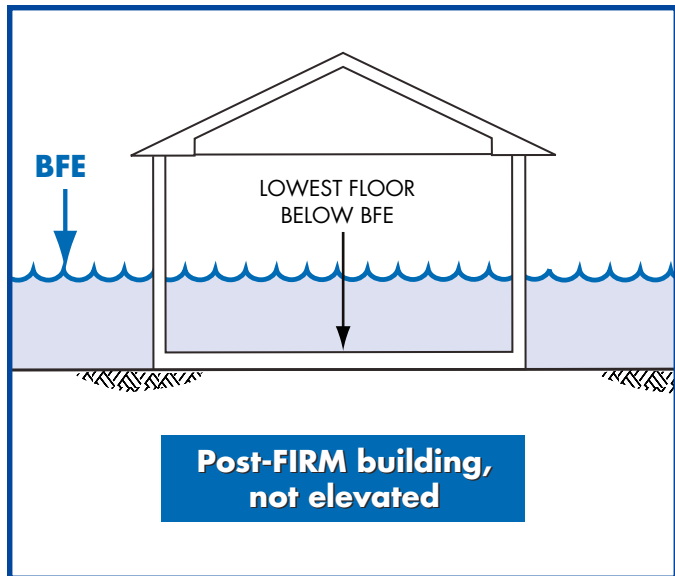 BFE
LOWEST FLOOR
BELOW BFE
Post-FIRM building,
not elevated